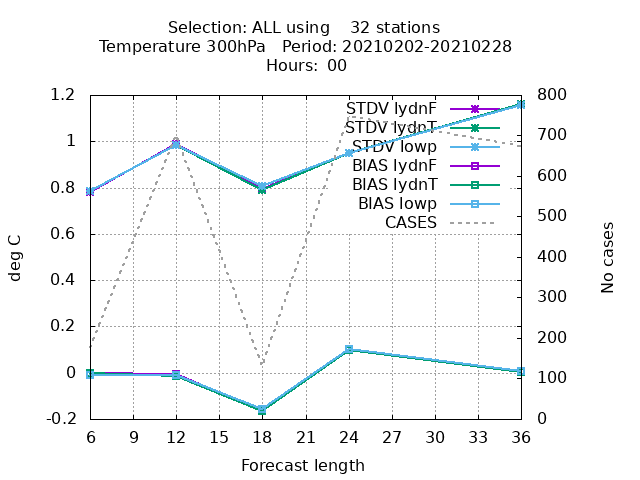 Selection: ALL using    32 stations
Temperature 300hPa   Period: 20210202-20210228
Hours: 00
1.2
1
0.8
0.6
0.4
0.2
0
-0.2
deg C
STDV lydnF
STDV lydnT
STDV lowp
BIAS lydnF
BIAS lydnT
BIAS lowp
CASES
800
700
600
500
400
300
200
100
0
No cases
6 9 12 15 18 21 24 27 30 33 36
Forecast length